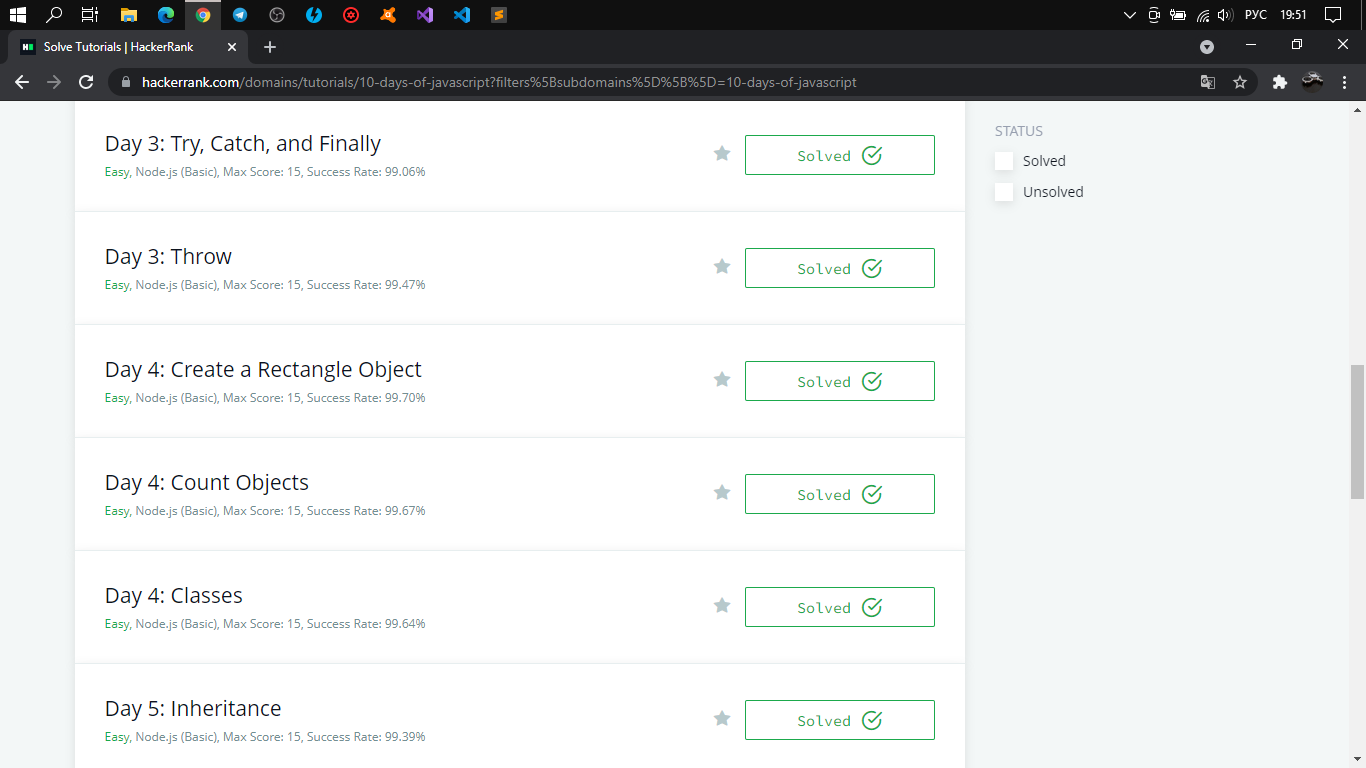 РУС
19:51
Solve Tutorials | HackerRank
hackerrank.com/domains/tutorials/10-days-of-javascript?filters%5Bsubdomains%5D%5B%5D=10-days-of-javascript
Day 3: Try, Catch, and Finally
Easy, Node.js (Basic), Max Score: 15, Success Rate: 99.06%
Solved
Day 3: Throw
Easy, Node.js (Basic), Max Score: 15, Success Rate: 99.47%
Solved
Day 4: Create a Rectangle Object
Easy, Node.js (Basic), Max Score: 15, Success Rate: 99.70%
Solved
Day 4: Count Objects
Easy, Node.js (Basic), Max Score: 15, Success Rate: 99.67%
Solved
Day 4: Classes
Easy, Node.js (Basic), Max Score: 15, Success Rate: 99.64%
Solved
Day 5: Inheritance
Easy, Node.js (Basic), Max Score: 15, Success Rate: 99.39%
Solved
STATUS
Solved
Unsolved